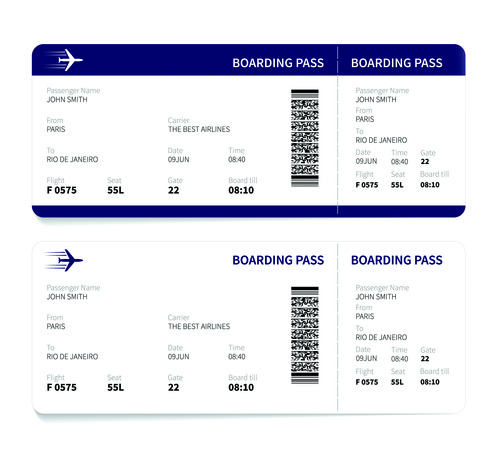 BOARDING PASS
Passenger Name
JOHN SMITH
From Carrier
PARIS THE BEST AIRLINES
To Date Time
RIO DE JANEIRO 09JUN 08:40
Flight Seat Gate Board till
F 0575 55L 22 08:10
BOARDING PASS
Passenger Name
JOHN SMITH
From
PARIS
To
RIO DE JANEIRO
Date Time Gate
09JUN 08:40 22
Flight Seat Board till
F 0575 55L 08:10
BOARDING PASS
Passenger Name
JOHN SMITH
From Carrier
PARIS THE BEST AIRLINES
To Date Time
RIO DE JANEIRO 09JUN 08:40
Flight Seat Gate Board till
F 0575 55L 22 08:10
BOARDING PASS
Passenger Name
JOHN SMITH
From
PARIS
To
RIO DE JANEIRO
Date Time Gate
09JUN 08:40 22
Flight Seat Board till
F 0575 55L 08:10